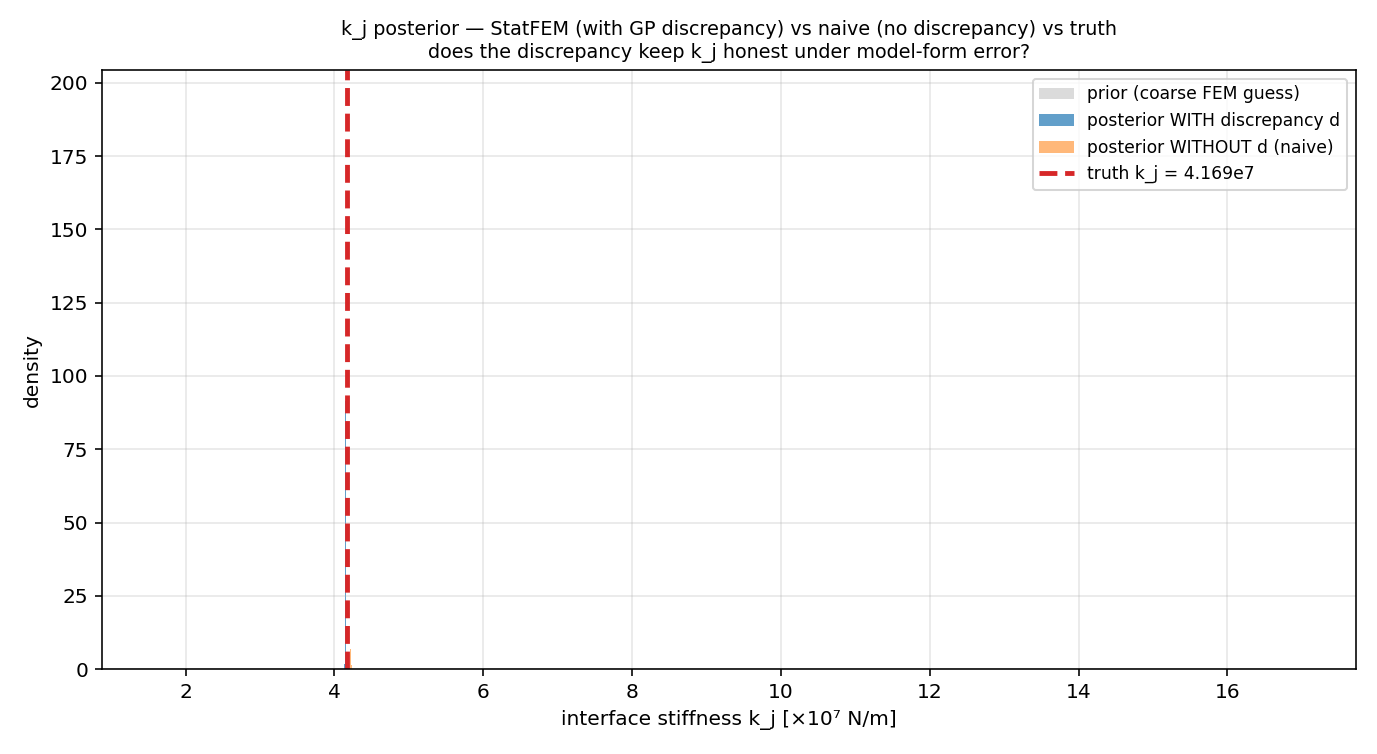 k_j posterior — StatFEM (with GP discrepancy) vs naive (no discrepancy) vs truth
does the discrepancy keep k_j honest under model-form error?
prior (coarse FEM guess)
posterior WITH discrepancy d
posterior WITHOUT d (naive)
truth k_j = 4.169e7
density
200
175
150
125
100
75
50
25
0
2 4 6 8 10 12 14 16
interface stiffness k_j [×10⁷ N/m]